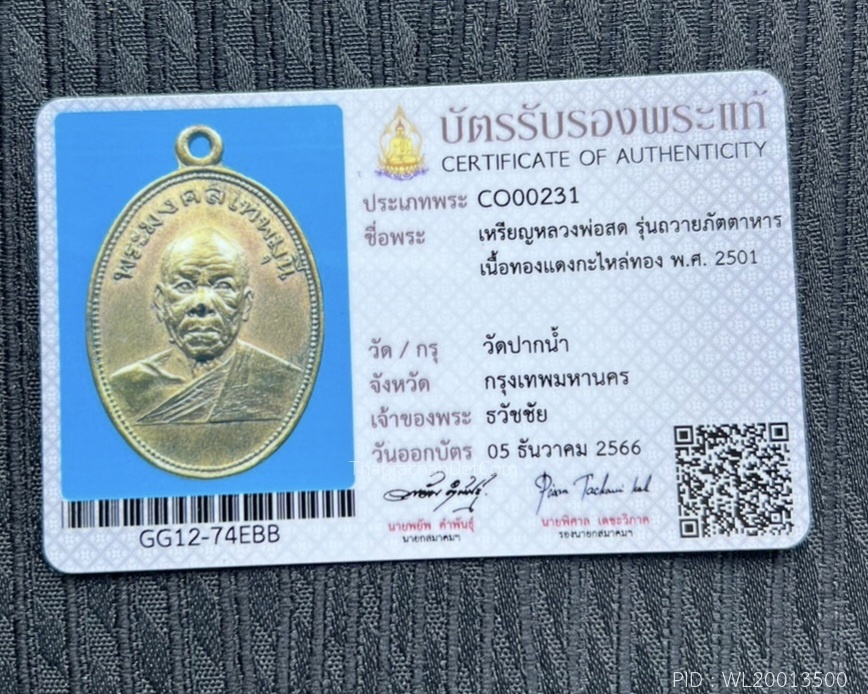 พระมงคลเทพมุนี
บัตรรับรองพระแท้
CERTIFICATE OF AUTHENTICITY
ประเภทพระ CO00231
ชื่อพระ เหรียญหลวงพ่อสด รุ่นถวายภัตตาหาร
เนื้อทองแดงกะไหล่ทอง พ.ศ. 2501
วัด / กรุ วัดปากน้ำ
จังหวัด กรุงเทพมหานคร
เจ้าของพระ ธวัชชัย
วันออกบัตร 05 ธันวาคม 2566
นายพยัพ คำพันธุ์
นายกสมาคมฯ
นายพิศาล เตชะวิภาค
รองนายกสมาคมฯ
GG12-74EBB
PID : WL20013500